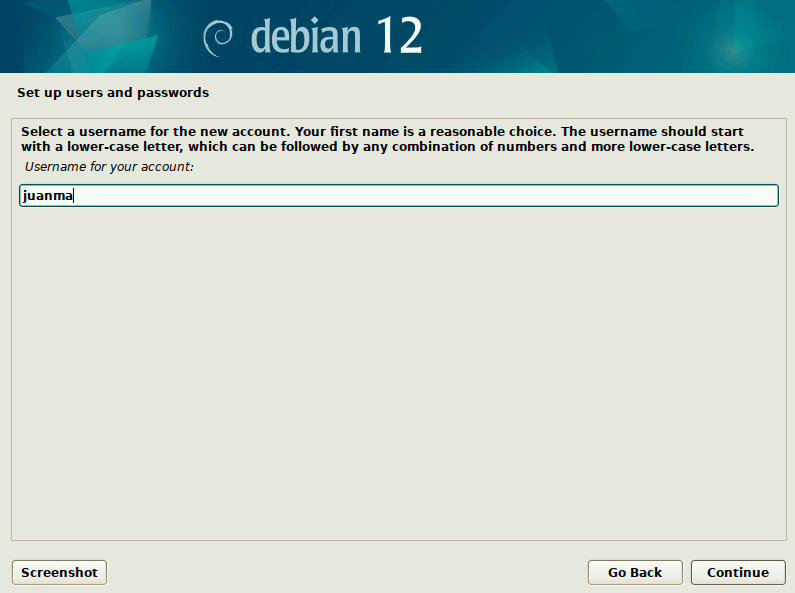 debian 12
Set up users and passwords
Select a username for the new account. Your first name is a reasonable choice. The username should start
with a lower-case letter, which can be followed by any combination of numbers and more lower-case letters.
Username for your account:
juanma
Screenshot
Go Back
Continue